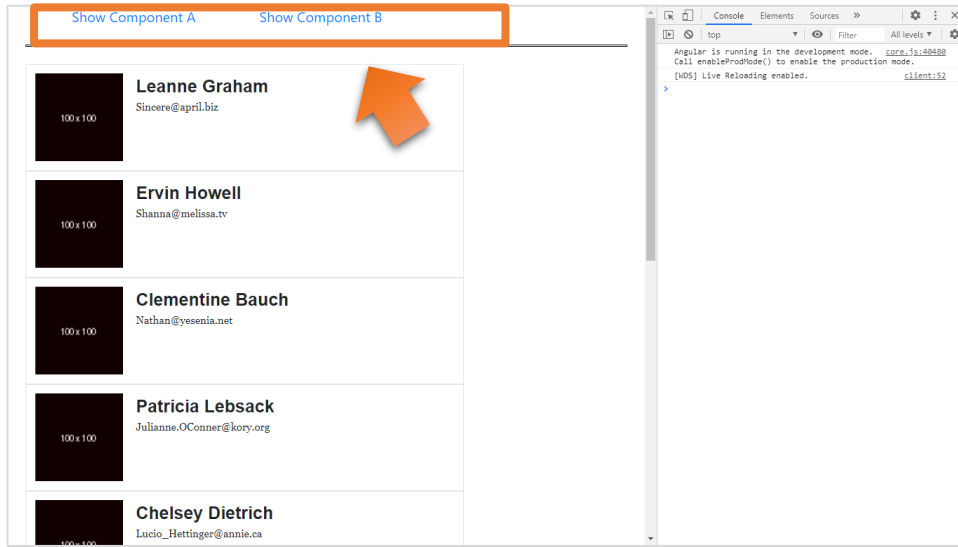 Show Component A Show Component B
100 x 100
Leanne Graham
Sincere@april.biz
100 x 100
Ervin Howell
Shanna@melissa.tv
100 x 100
Clementine Bauch
Nathan@yesenia.net
100 x 100
Patricia Lebsack
Julianne.OConner@kory.org
100 x 100
Chelsey Dietrich
Lucio_Hettinger@annie.ca
Console Elements Sources »
top Filter All levels ▼
Angular is running in the development mode. core.js:40480
Call enableProdMode() to enable the production mode.
[WDS] Live Reloading enabled. client:52
>